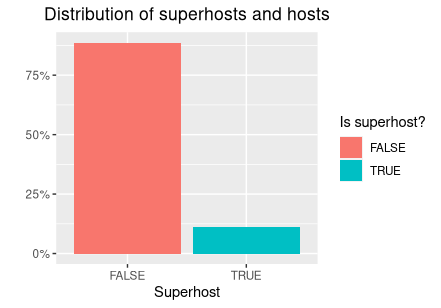 Distribution of superhosts and hosts
75%
50%
25%
0%
FALSE TRUE
Superhost
Is superhost?
FALSE
TRUE